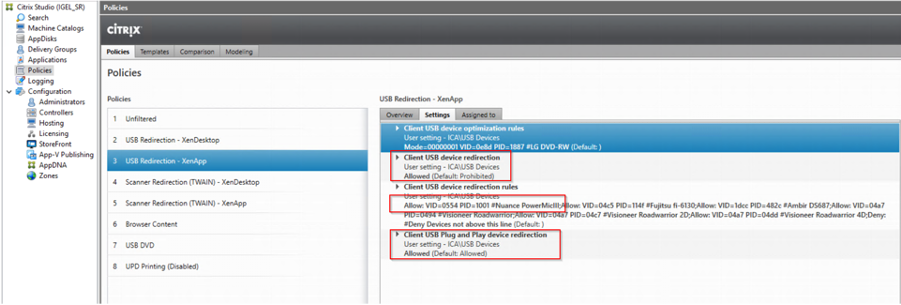 Citrix Studio (IGEL_SR)
Search
Machine Catalogs
AppDisks
Delivery Groups
Applications
Policies
Logging
Configuration
Administrators
Controllers
Hosting
Licensing
StoreFront
App-V Publishing
AppDNA
Zones
Policies
CITRIX
Policies Templates Comparison Modeling
Policies
Policies
1 Unfiltered
2 USB Redirection - XenDesktop
3 USB Redirection - XenApp
4 Scanner Redirection (TWAIN) - XenDesktop
5 Scanner Redirection (TWAIN) - XenApp
6 Browser Content
7 USB DVD
8 UPD Printing (Disabled)
USB Redirection - XenApp
Overview Settings Assigned to
Client USB device optimization rules
User setting - ICA\USB Devices
Mode=00000001 VID=0e8d PID=1887 #LG DVD-RW (Default: )
Client USB device redirection
User setting - ICA\USB Devices
Allowed (Default: Prohibited)
Client USB device redirection rules
User setting - ICA\USB Devices
Allow: VID=0554 PID=1001 #Nuance PowerMicIII;Allow: VID=04c5 PID=114f #Fujitsu fi-6130;Allow: VID=1dcc PID=482c #Ambir DS687;Allow: VID=04a7
PID=0494 #Visioneer Roadwarrior;Allow: VID=04a7 PID=04c7 #Visioneer Roadwarrior 2D;Allow: VID=04a7 PID=04dd #Visioneer Roadwarrior 4D;Deny:
#Deny Devices not above this line (Default: )
Client USB Plug and Play device redirection
User setting - ICA\USB Devices
Allowed (Default: Allowed)